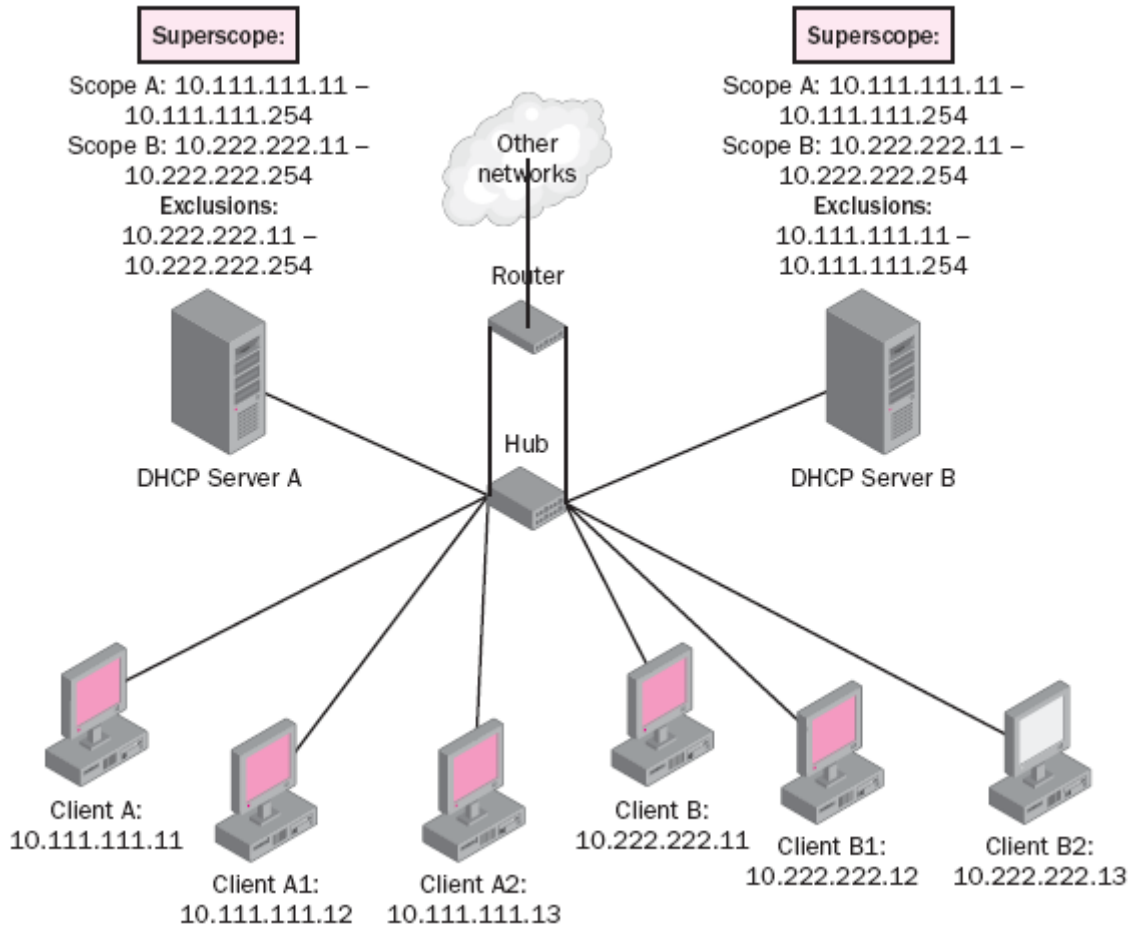 Superscope:
Scope A: 10.111.111.11 –
10.111.111.254
Scope B: 10.222.222.11 –
10.222.222.254
Exclusions:
10.222.222.11 –
10.222.222.254
Superscope:
Scope A: 10.111.111.11 –
10.111.111.254
Scope B: 10.222.222.11 –
10.222.222.254
Exclusions:
10.111.111.11 –
10.111.111.254
Other
networks
Router
Hub
DHCP Server A
DHCP Server B
Client A:
10.111.111.11
Client A1:
10.111.111.12
Client A2:
10.111.111.13
Client B:
10.222.222.11
Client B1:
10.222.222.12
Client B2:
10.222.222.13